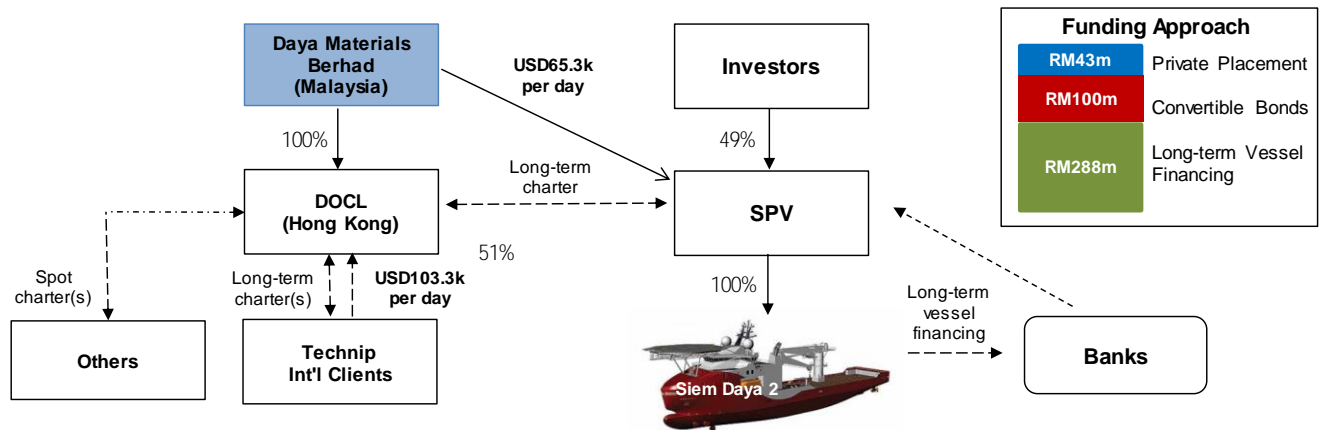 Daya Materials
Berhad
(Malaysia)
USD65.3k
per day
Investors
Funding Approach
RM43m
Private Placement
RM100m
Convertible Bonds
RM288m
Long-term Vessel
Financing
100%
49%
Long-term
charter
DOCL
(Hong Kong)
SPV
51%
Spot
charter(s)
Long-term
charter(s)
USD103.3k
per day
100%
Long-term
vessel
financing
Others
Technip
Int'l Clients
Siem Daya 2
Banks